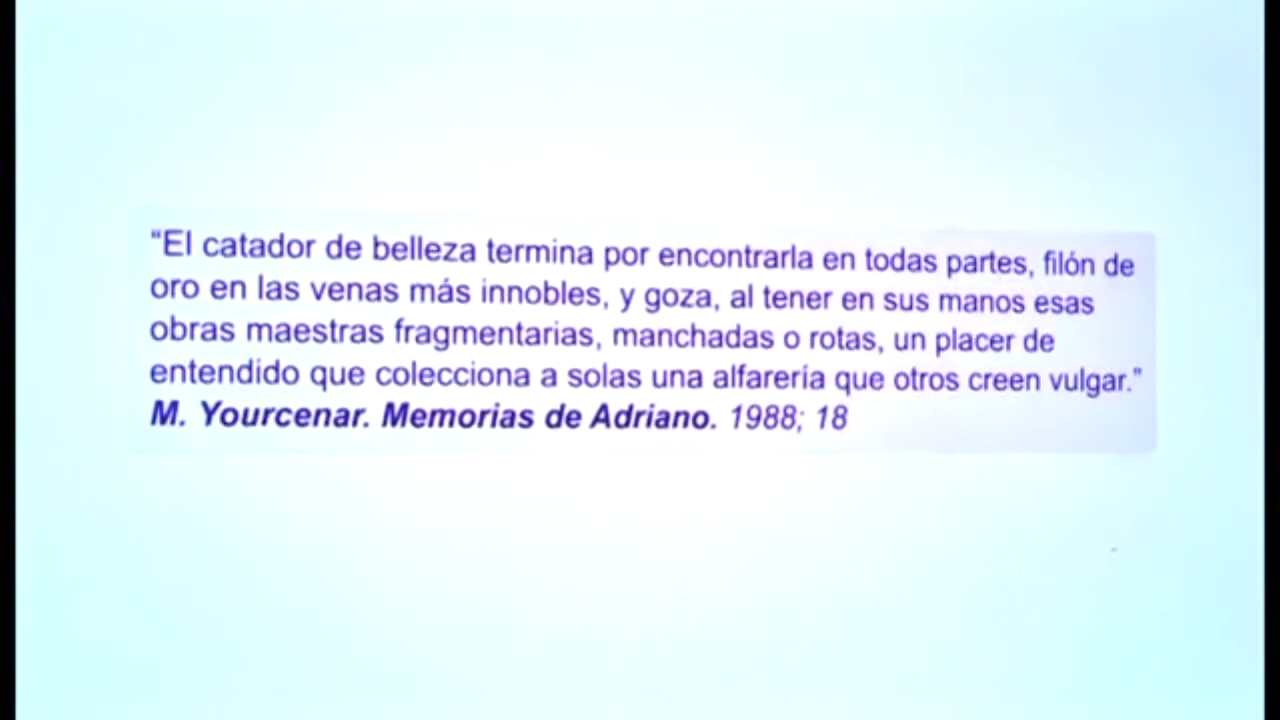 “El catador de belleza termina por encontrarla en todas partes, filón de
oro en las venas más innobles, y goza, al tener en sus manos esas
obras maestras fragmentarias, manchadas o rotas, un placer de
entendido que colecciona a solas una alfarería que otros creen vulgar.”
M. Yourcenar. Memorias de Adriano. 1988; 18